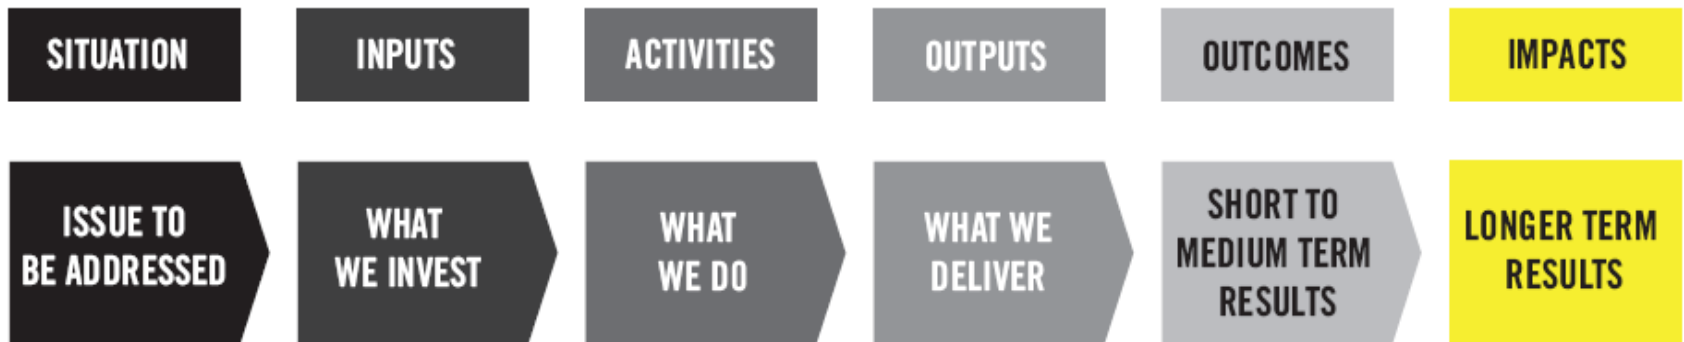 SITUATION
INPUTS
ACTIVITIES
OUTPUTS
OUTCOMES
IMPACTS
ISSUE TO
BE ADDRESSED
WHAT
WE INVEST
WHAT
WE DO
WHAT WE
DELIVER
SHORT TO
MEDIUM TERM
RESULTS
LONGER TERM
RESULTS